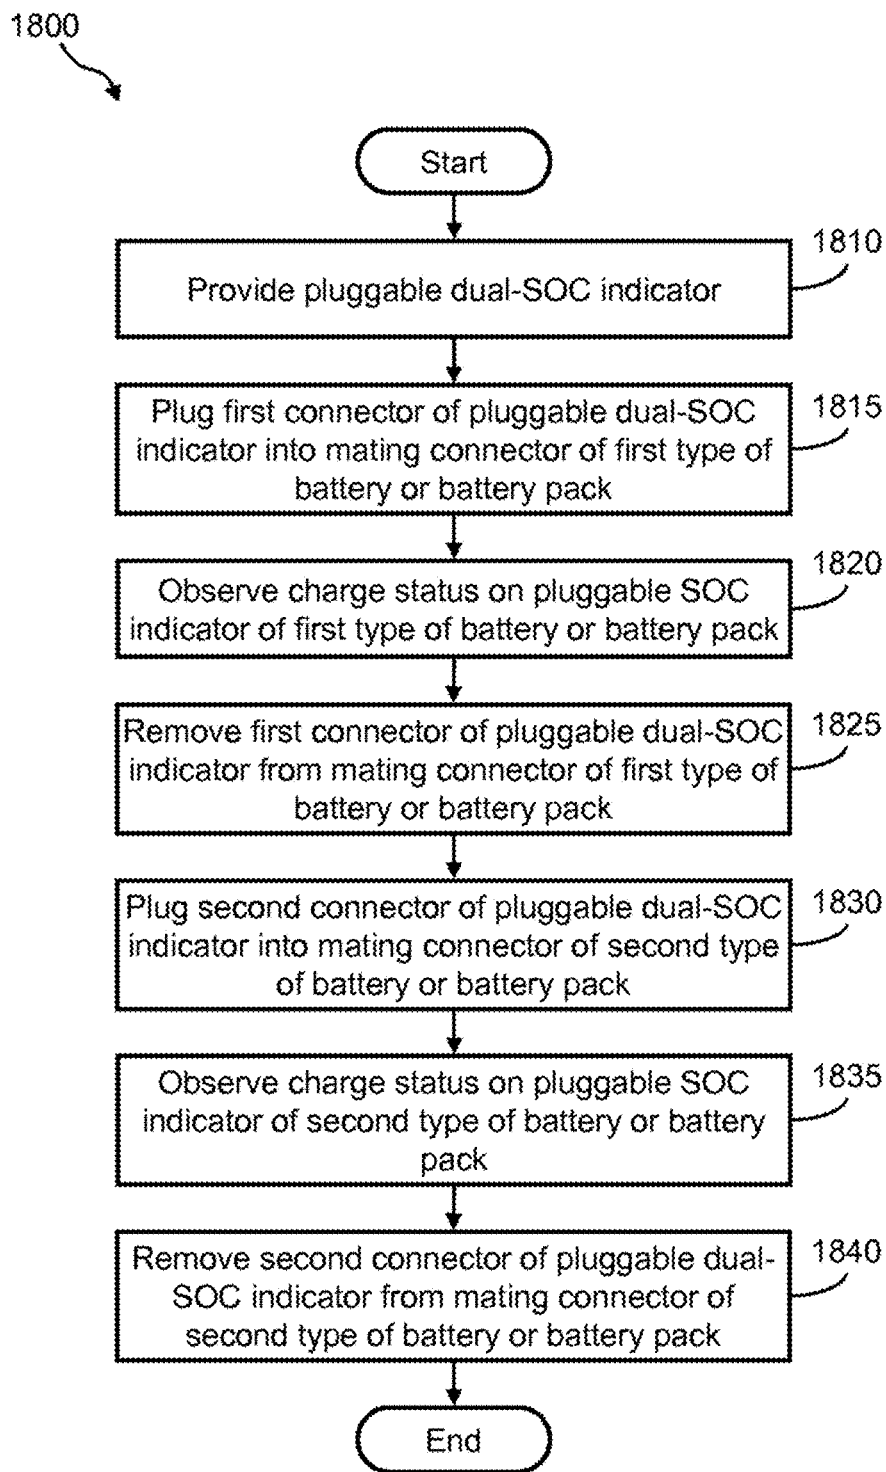 1800
Start
1810
Provide pluggable dual-SOC indicator
1815
Plug first connector of pluggable dual-SOC
indicator into mating connector of first type of
battery or battery pack
1820
Observe charge status on pluggable SOC
indicator of first type of battery or battery pack
1825
Remove first connector of pluggable dual-SOC
indicator from mating connector of first type of
battery or battery pack
1830
Plug second connector of pluggable dual-SOC
indicator into mating connector of second type
of battery or battery pack
1835
Observe charge status on pluggable SOC
indicator of second type of battery or battery
pack
1840
Remove second connector of pluggable dual-
SOC indicator from mating connector of
second type of battery or battery pack
End